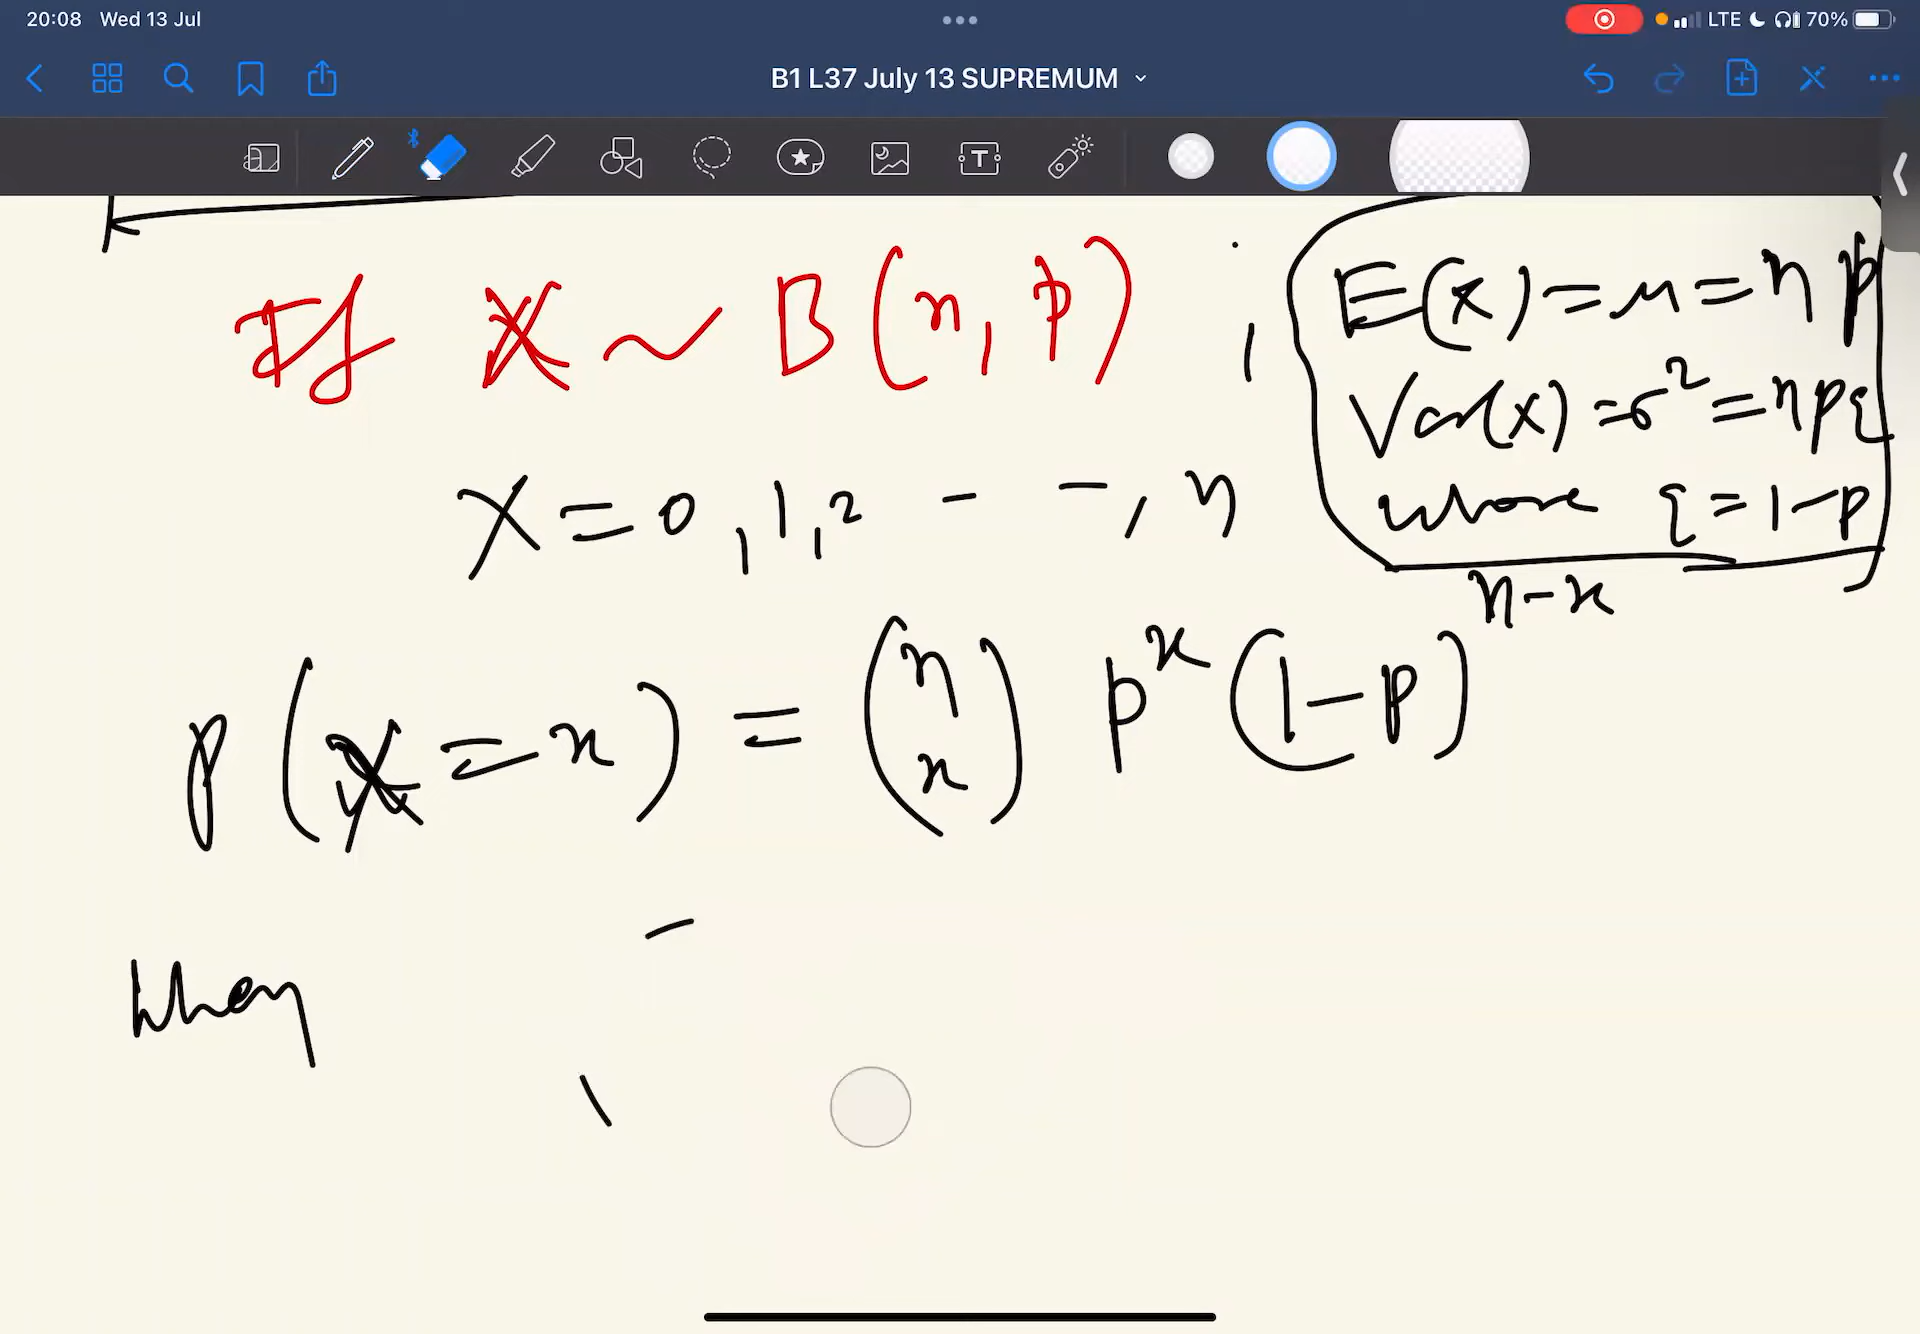 20:08 Wed 13 Jul
LTE 70%
B1 L37 July 13 SUPREMUM
If X ~ B(n, p) ;
E(x) = μ = n p
Var(x) = σ² = npq
where q = 1-p
X = 0, 1, 2 - - , n
P(X = x) = (n x) p^x (1-p)^n-x
When